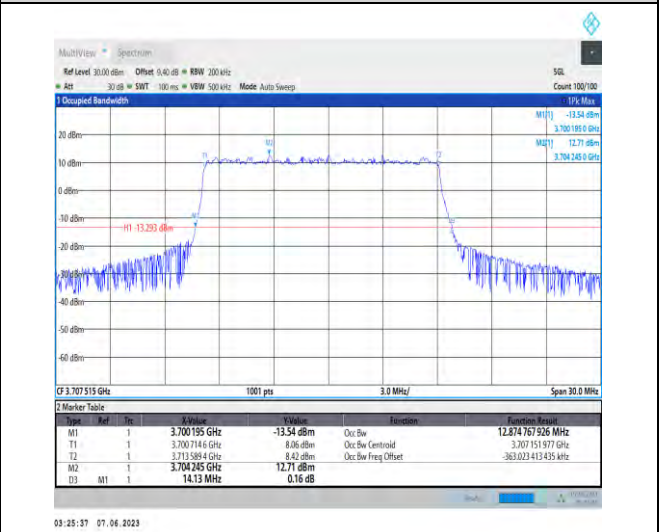 MultiView Spectrum
Ref Level 30.00 dBm Offset 9.40 dB RBW 200 kHz SGL
Att 30 dB SWT 100 ms VBW 500 kHz Mode Auto Sweep Count 100/100
1 Occupied Bandwidth 1Pk Max
M1[1] -13.54 dBm
3.700 195 0 GHz
M2[1] 12.71 dBm
3.704 245 0 GHz
20 dBm
10 dBm
0 dBm
-10 dBm
-20 dBm
-30 dBm
-40 dBm
-50 dBm
-60 dBm
T1
M2
T2
M1
H1 -13.293 dBm
CF 3.707 515 GHz 1001 pts 3.0 MHz/ Span 30.0 MHz
2 Marker Table
Type Ref Trc X-Value Y-Value Function Function Result
M1 1 3.700195 GHz -13.54 dBm Occ Bw 12.874 767 926 MHz
T1 1 3.700 714 6 GHz 8.06 dBm Occ Bw Centroid 3.707 151 977 GHz
T2 1 3.713 589 4 GHz 8.42 dBm Occ Bw Freq Offset -363.023 413 435 kHz
M2 1 3.704 245 GHz 12.71 dBm
D3 M1 1 14.13 MHz 0.16 dB
03:25:37 07.06.2023